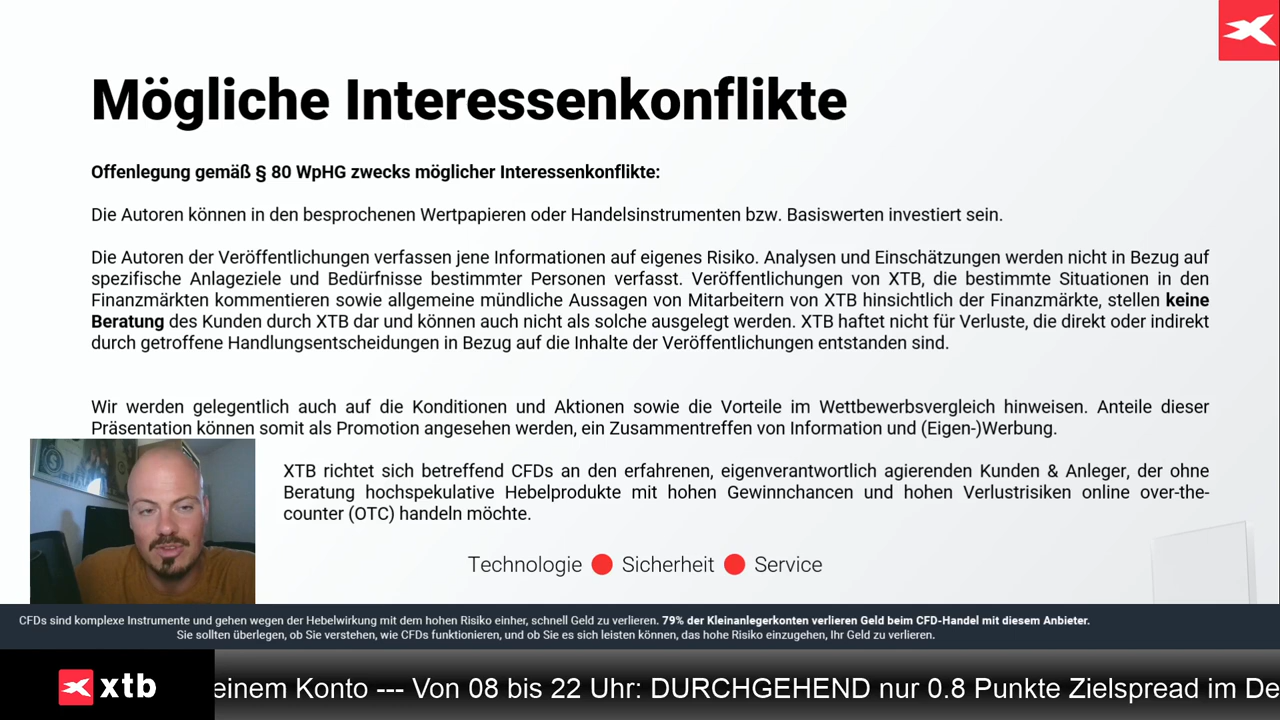 Mögliche Interessenkonflikte
Offenlegung gemäß § 80 WpHG zwecks möglicher Interessenkonflikte:
Die Autoren können in den besprochenen Wertpapieren oder Handelsinstrumenten bzw. Basiswerten investiert sein.
Die Autoren der Veröffentlichungen verfassen jene Informationen auf eigenes Risiko. Analysen und Einschätzungen werden nicht in Bezug auf
spezifische Anlageziele und Bedürfnisse bestimmter Personen verfasst. Veröffentlichungen von XTB, die bestimmte Situationen in den
Finanzmärkten kommentieren sowie allgemeine mündliche Aussagen von Mitarbeitern von XTB hinsichtlich der Finanzmärkte, stellen keine
Beratung des Kunden durch XTB dar und können auch nicht als solche ausgelegt werden. XTB haftet nicht für Verluste, die direkt oder indirekt
durch getroffene Handlungsentscheidungen in Bezug auf die Inhalte der Veröffentlichungen entstanden sind.
Wir werden gelegentlich auch auf die Konditionen und Aktionen sowie die Vorteile im Wettbewerbsvergleich hinweisen. Anteile dieser
Präsentation können somit als Promotion angesehen werden, ein Zusammentreffen von Information und (Eigen-)Werbung.
XTB richtet sich betreffend CFDs an den erfahrenen, eigenverantwortlich agierenden Kunden & Anleger, der ohne
Beratung hochspekulative Hebelprodukte mit hohen Gewinnchancen und hohen Verlustrisiken online over-the-
counter (OTC) handeln möchte.
Technologie Sicherheit Service
CFDs sind komplexe Instrumente und gehen wegen der Hebelwirkung mit dem hohen Risiko einher, schnell Geld zu verlieren. 79% der Kleinanlegerkonten verlieren Geld beim CFD-Handel mit diesem Anbieter.
Sie sollten überlegen, ob Sie verstehen, wie CFDs funktionieren, und ob Sie es sich leisten können, das hohe Risiko einzugehen, Ihr Geld zu verlieren.
xtb einem Konto --- Von 08 bis 22 Uhr: DURCHGEHEND nur 0.8 Punkte Zielspread im De